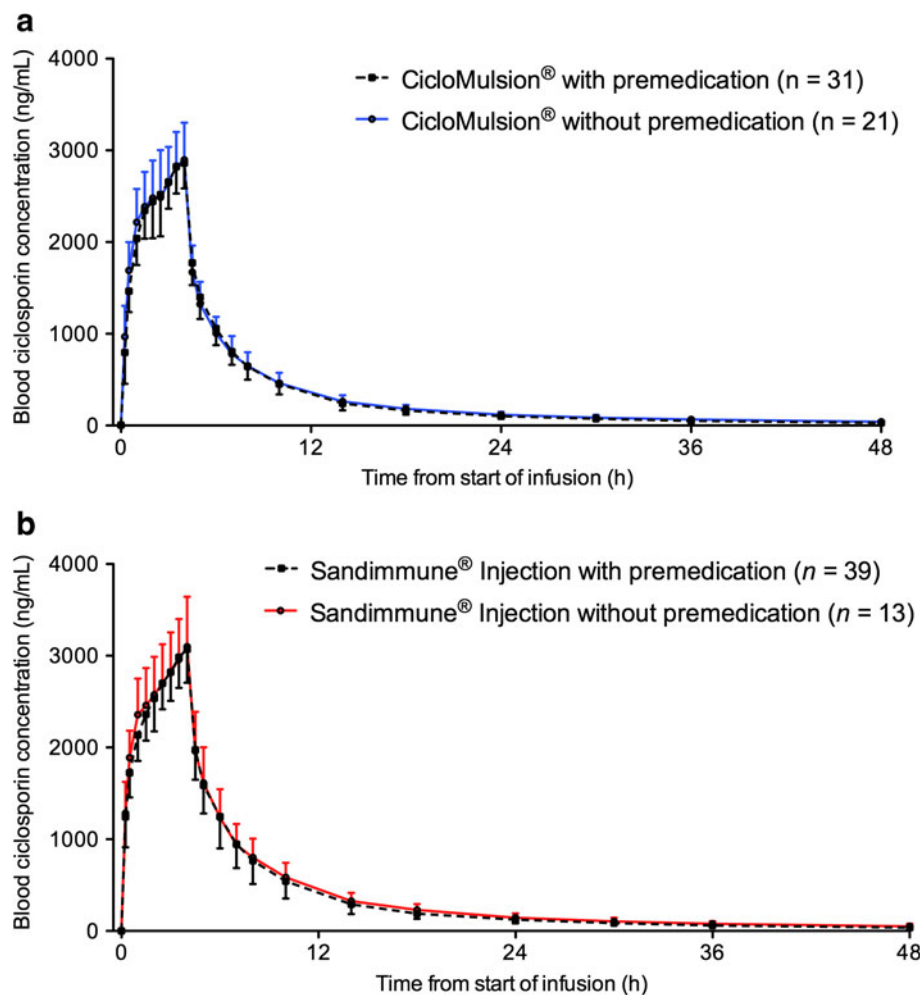 a
Blood ciclosporin concentration (ng/mL)
4000
3000
2000
1000
0
CicloMulsion® with premedication (n = 31)
CicloMulsion® without premedication (n = 21)
0 12 24 36 48
Time from start of infusion (h)
b
Blood ciclosporin concentration (ng/mL)
4000
3000
2000
1000
0
Sandimmune® Injection with premedication (n = 39)
Sandimmune® Injection without premedication (n = 13)
0 12 24 36 48
Time from start of infusion (h)